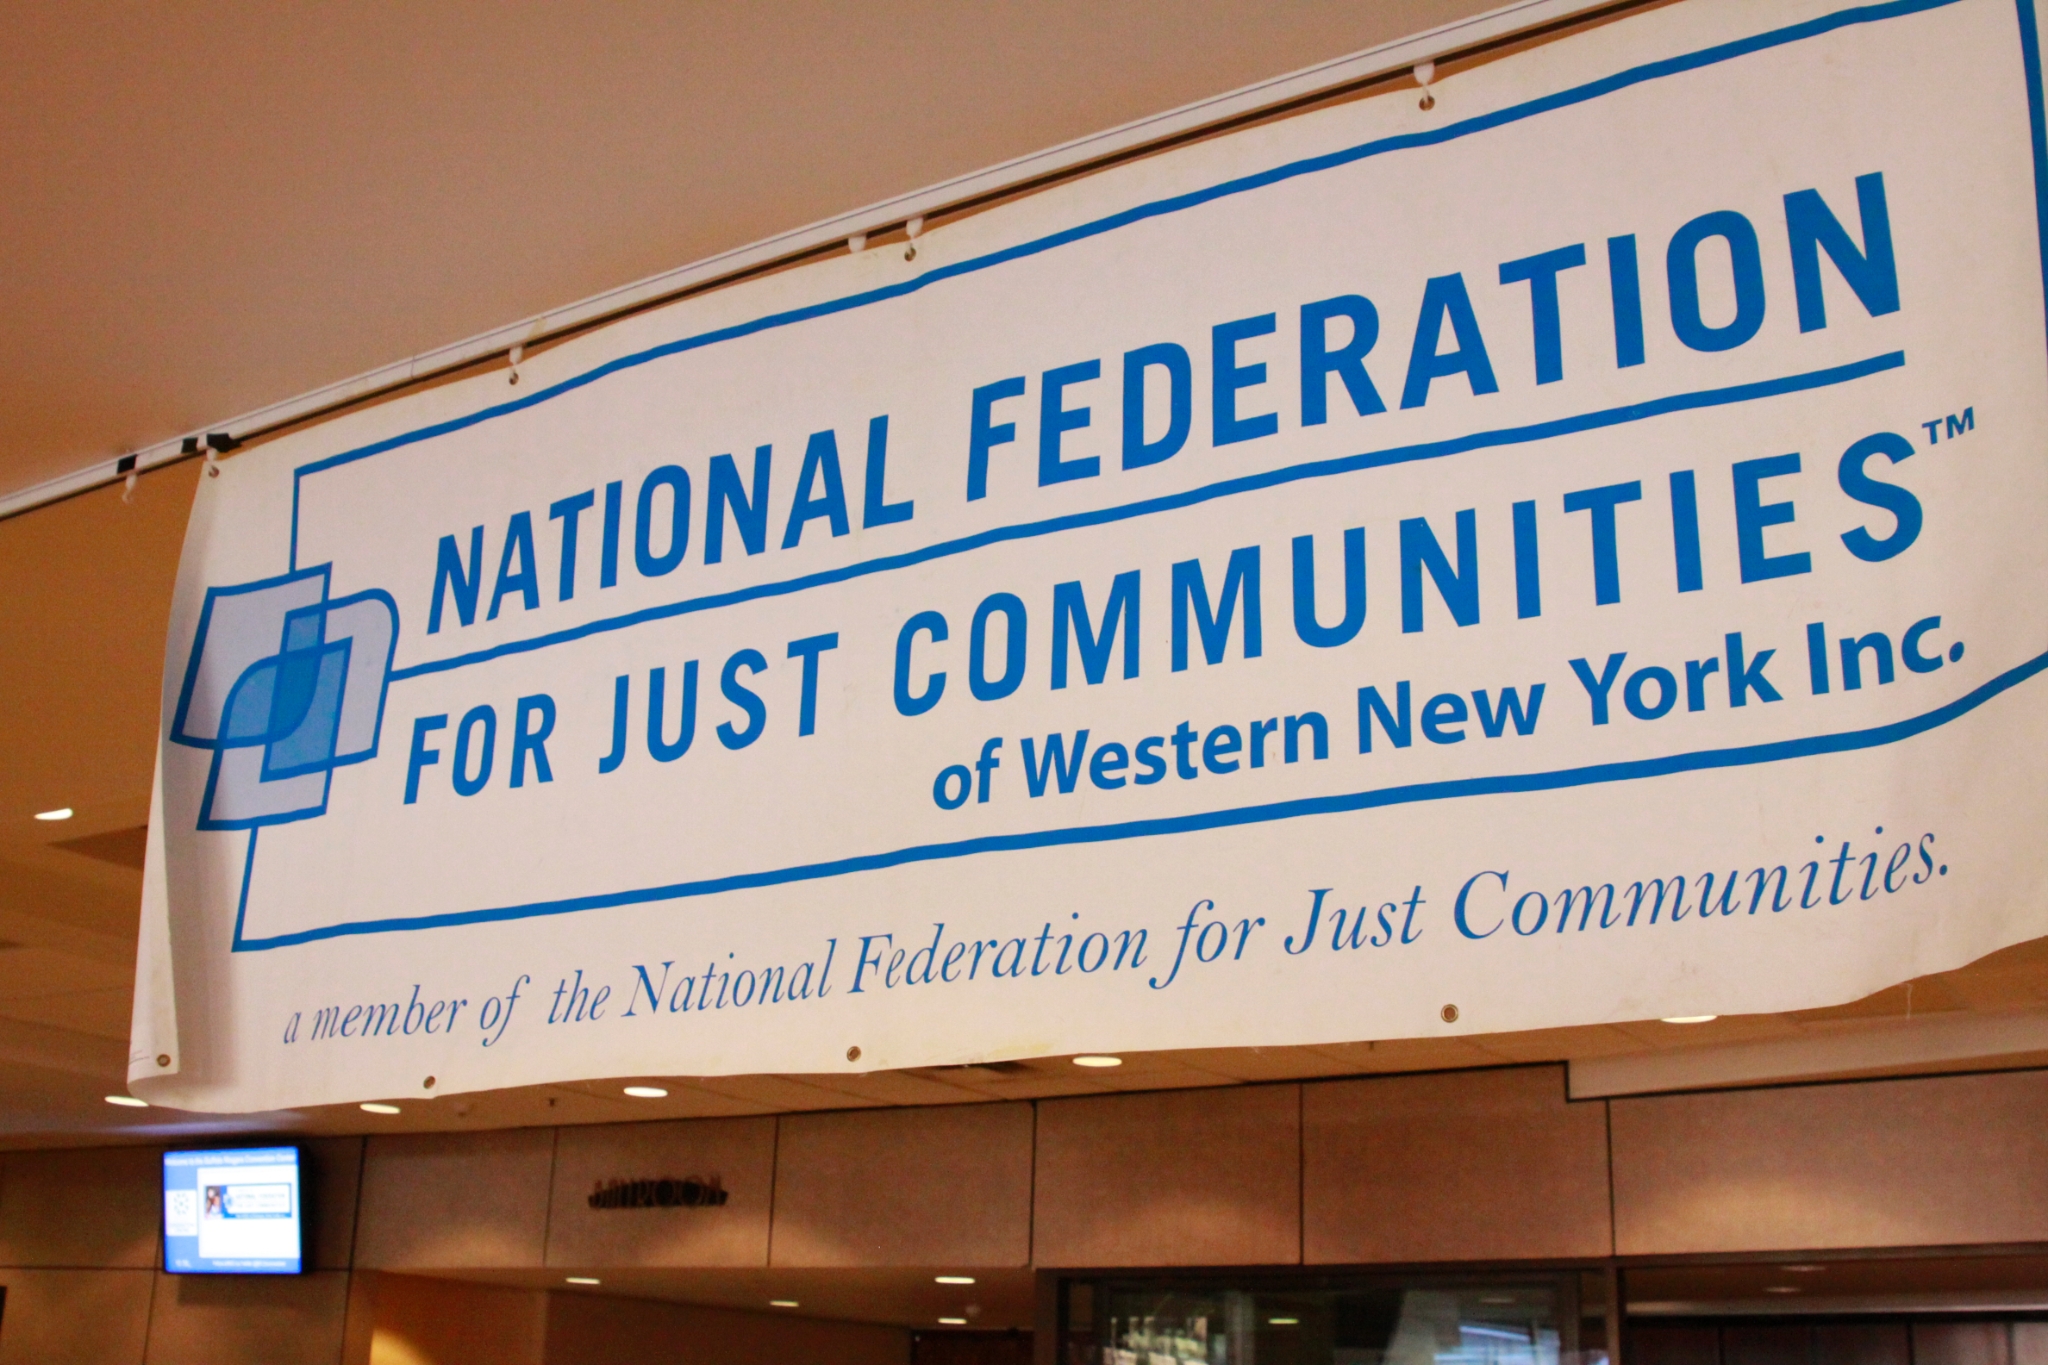 NATIONAL FEDERATION
FOR JUST COMMUNITIES™
of Western New York Inc.
a member of the National Federation for Just Communities.